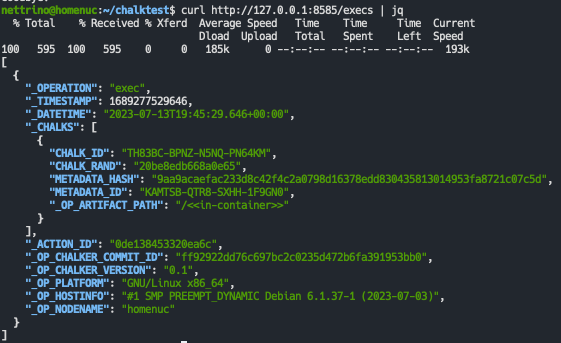 nettrino@homenuc:~/chalktest$ curl http://127.0.0.1:8585/execs | jq
  % Total    % Received % Xferd  Average Speed   Time    Time     Time  Current
                                 Dload  Upload   Total   Spent    Left  Speed
100   595  100   595    0     0   185k      0 --:--:-- --:--:-- --:--:--  193k
[
  {
    "_OPERATION": "exec",
    "_TIMESTAMP": 1689277529646,
    "_DATETIME": "2023-07-13T19:45:29.646+00:00",
    "_CHALKS": [
      {
        "CHALK_ID": "TH83BC-BPNZ-N5NQ-PN64KM",
        "CHALK_RAND": "20be8edb668a0e65",
        "METADATA_HASH": "9aa9acaefac233d8c42f4c2a0798d16378edd830435813014953fa8721c07c5d",
        "METADATA_ID": "KAMTSB-QTR8-SXHH-1F9GN0",
        "_OP_ARTIFACT_PATH": "/<<in-container>>"
      }
    ],
    "_ACTION_ID": "0de138453320ea6c",
    "_OP_CHALKER_COMMIT_ID": "ff92922dd76c697bc2c0235d472b6fa391953bb0",
    "_OP_CHALKER_VERSION": "0.1",
    "_OP_PLATFORM": "GNU/Linux x86_64",
    "_OP_HOSTINFO": "#1 SMP PREEMPT_DYNAMIC Debian 6.1.37-1 (2023-07-03)",
    "_OP_NODENAME": "homenuc"
  }
]